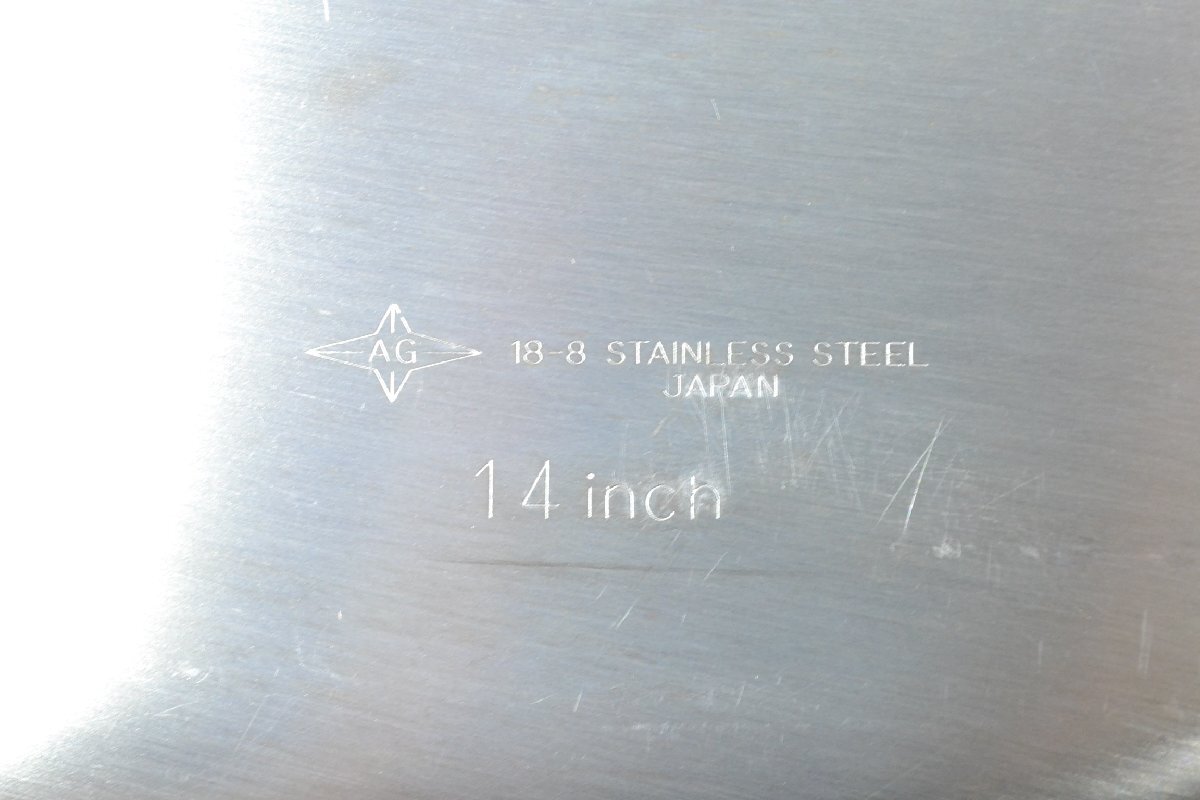 AG 18-8 STAINLESS STEEL
JAPAN
14 inch